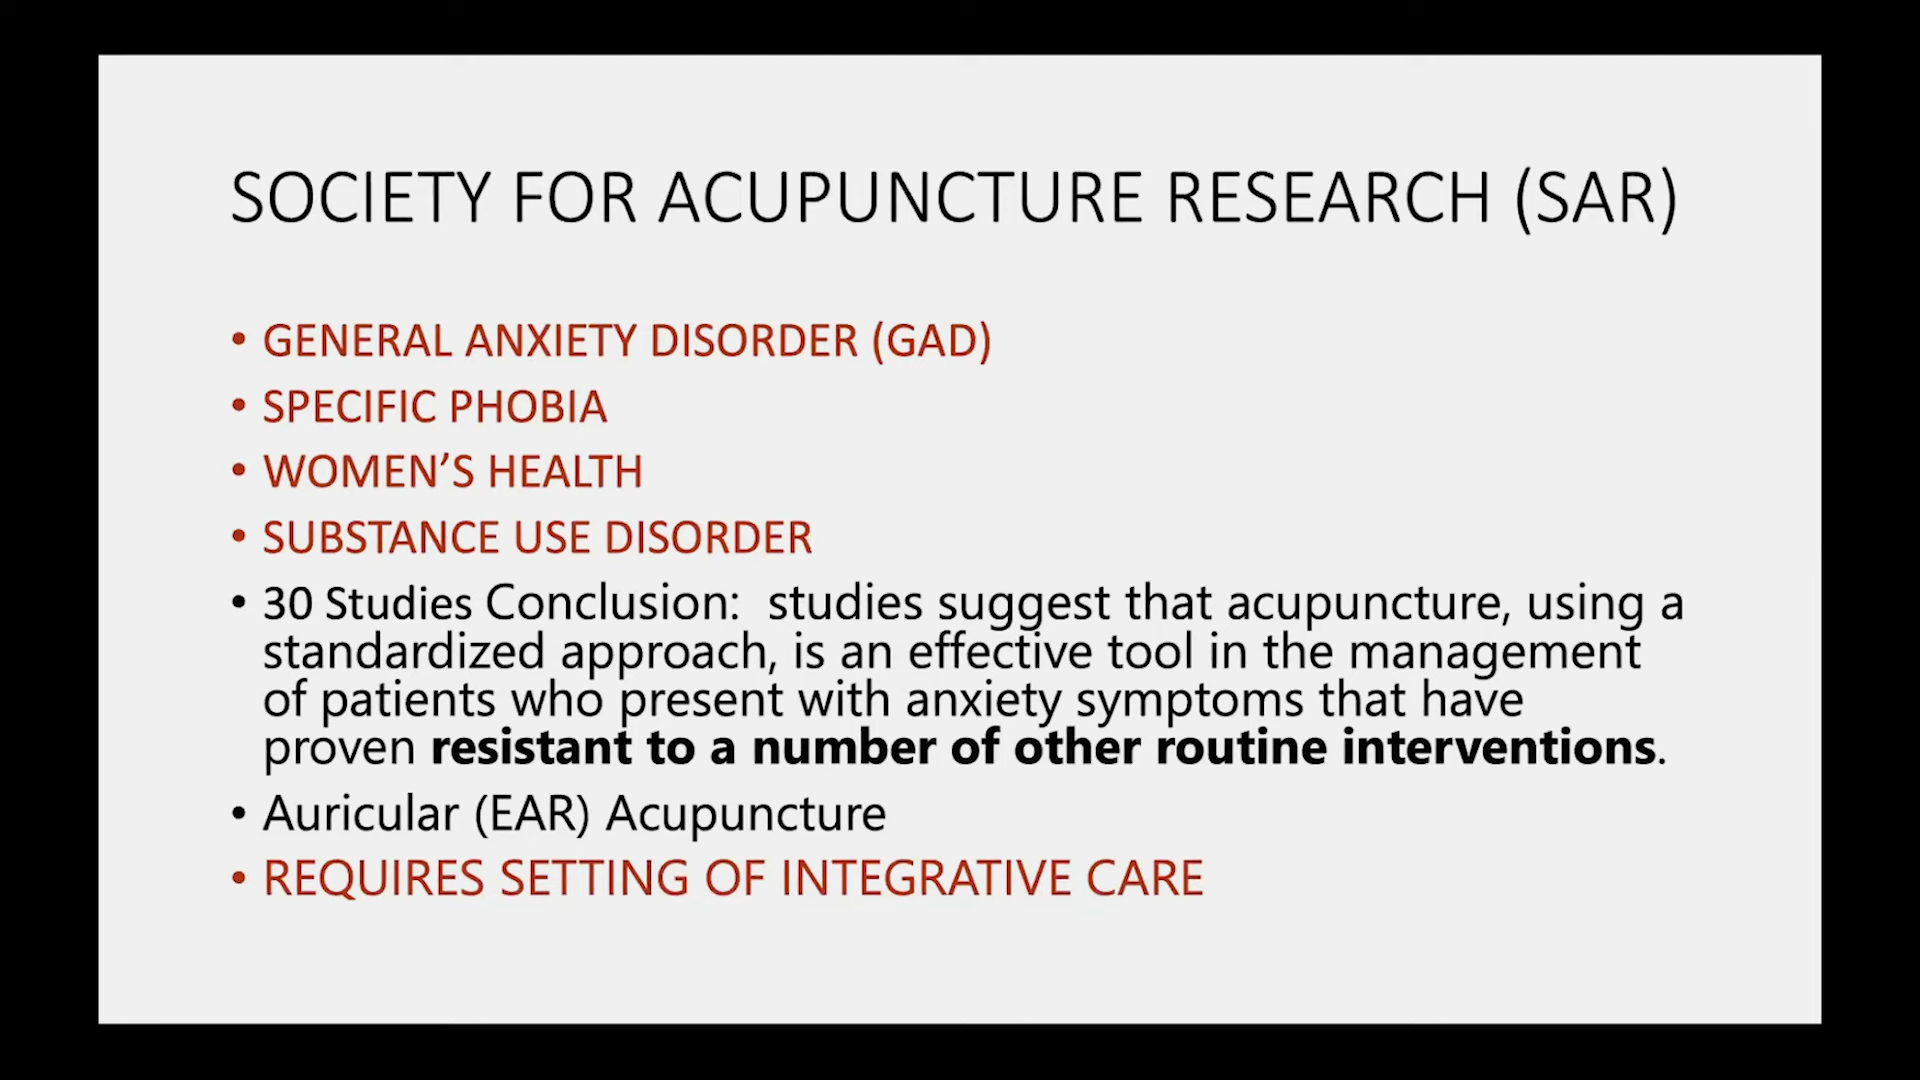 SOCIETY FOR ACUPUNCTURE RESEARCH (SAR)
• GENERAL ANXIETY DISORDER (GAD)
• SPECIFIC PHOBIA
• WOMEN’S HEALTH
• SUBSTANCE USE DISORDER
• 30 Studies Conclusion:  studies suggest that acupuncture, using a
standardized approach, is an effective tool in the management
of patients who present with anxiety symptoms that have
proven resistant to a number of other routine interventions.
• Auricular (EAR) Acupuncture
• REQUIRES SETTING OF INTEGRATIVE CARE